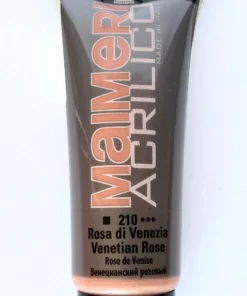 MAIMERI
ACRILICO
MADE IN ITALY
■ 210 ***
Rosa di Venezia
Venetian Rose
Rose de Venise
Венецианский розовый